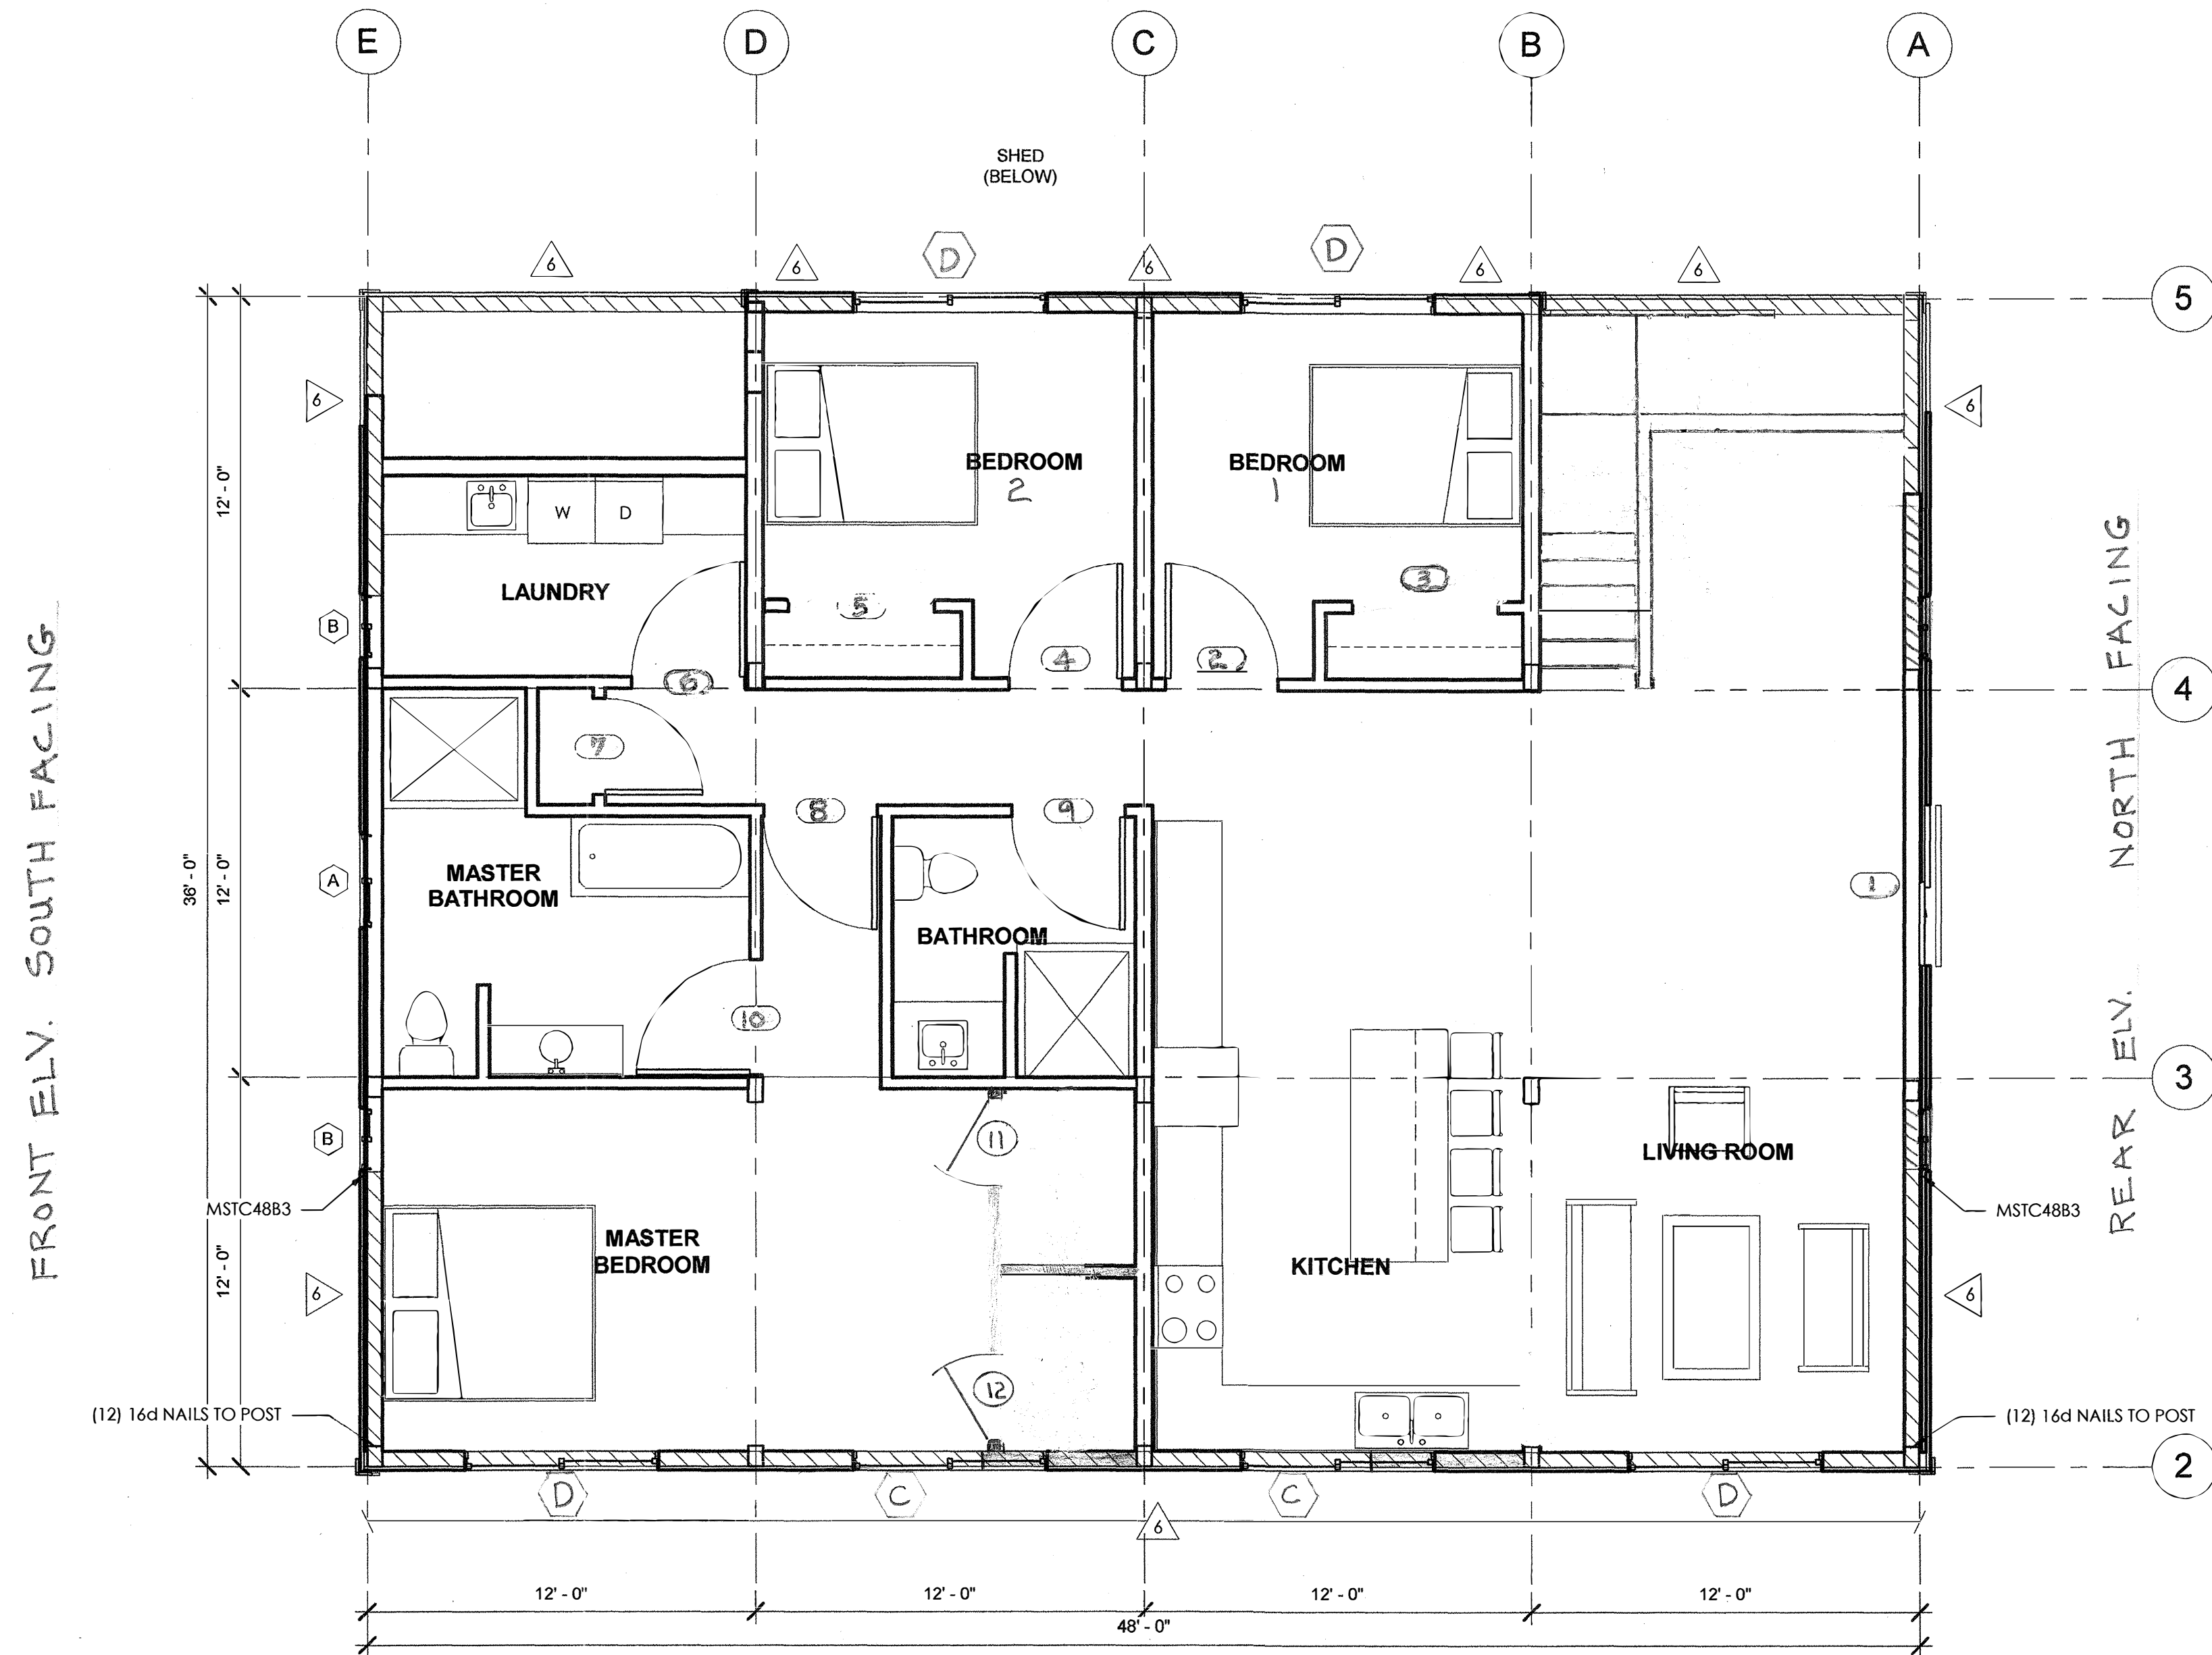 E D C B A
SHED
(BELOW)
6 6 D 6 D 6 6
5
6
6
12' - 0"
BEDROOM
2
BEDROOM
1
W D
LAUNDRY
3
5
B
4
2
6
4
7
8
9
36' - 0"
12' - 0"
A
MASTER
BATHROOM
BATHROOM
1
10
3
B
11
LIVING ROOM
MSTC48B3
MSTC48B3
MASTER
BEDROOM
KITCHEN
12' - 0"
6
6
12
(12) 16d NAILS TO POST
(12) 16d NAILS TO POST
2
D C C D
6
12' - 0" 12' - 0" 12' - 0" 12' - 0"
48' - 0"
FRONT ELV. SOUTH FACING
REAR ELV. NORTH FACING